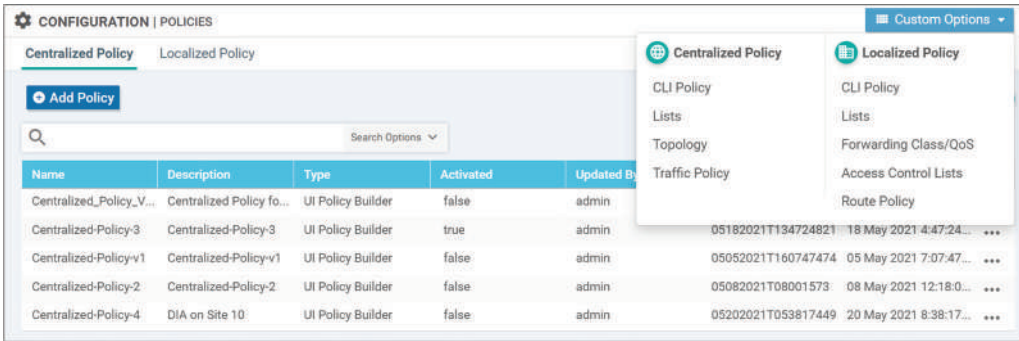 CONFIGURATION | POLICIES
Custom Options
Centralized Policy Localized Policy
Centralized Policy Localized Policy
CLI Policy CLI Policy
Add Policy
Lists Lists
Search Options
Topology Forwarding Class/QoS
Traffic Policy Access Control Lists
Route Policy
Name Description Type Activated Updated By
Centralized_Policy_V... Centralized Policy fo... UI Policy Builder false admin
Centralized-Policy-3 Centralized-Policy-3 UI Policy Builder true admin 05182021T134724821 18 May 2021 4:47:24... •••
Centralized-Policy-v1 Centralized-Policy-v1 UI Policy Builder false admin 05052021T160747474 05 May 2021 7:07:47... •••
Centralized-Policy-2 Centralized-Policy-2 UI Policy Builder false admin 05082021T08001573 08 May 2021 12:18:0... •••
Centralized-Policy-4 DIA on Site 10 UI Policy Builder false admin 05202021T053817449 20 May 2021 8:38:17... •••